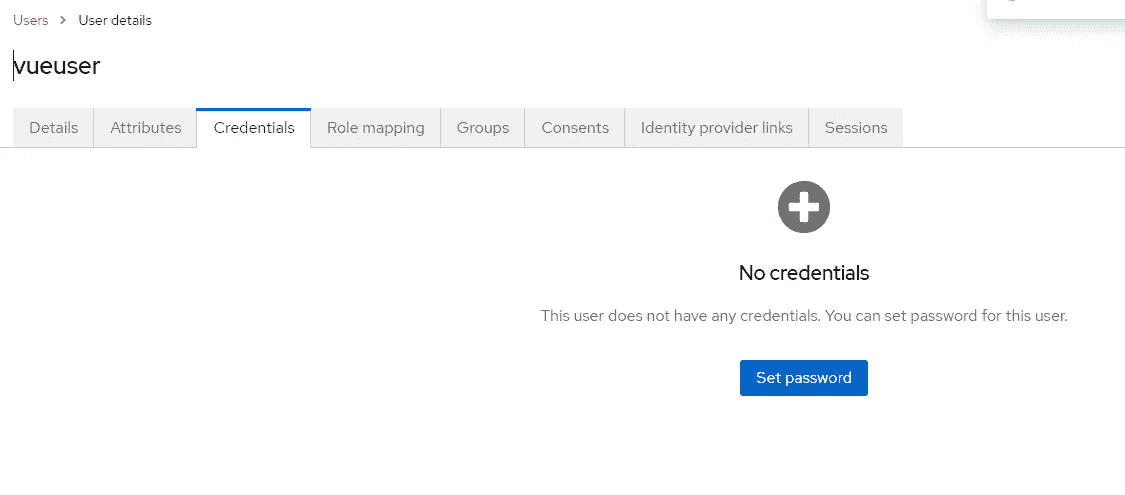 Users > User details
vueuser
Details Attributes Credentials Role mapping Groups Consents Identity provider links Sessions
No credentials
This user does not have any credentials. You can set password for this user.
Set password